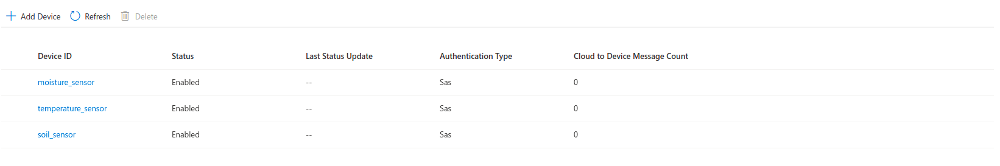 Add Device Refresh Delete
Device ID Status Last Status Update Authentication Type Cloud to Device Message Count
moisture_sensor Enabled -- Sas 0
temperature_sensor Enabled -- Sas 0
soil_sensor Enabled -- Sas 0